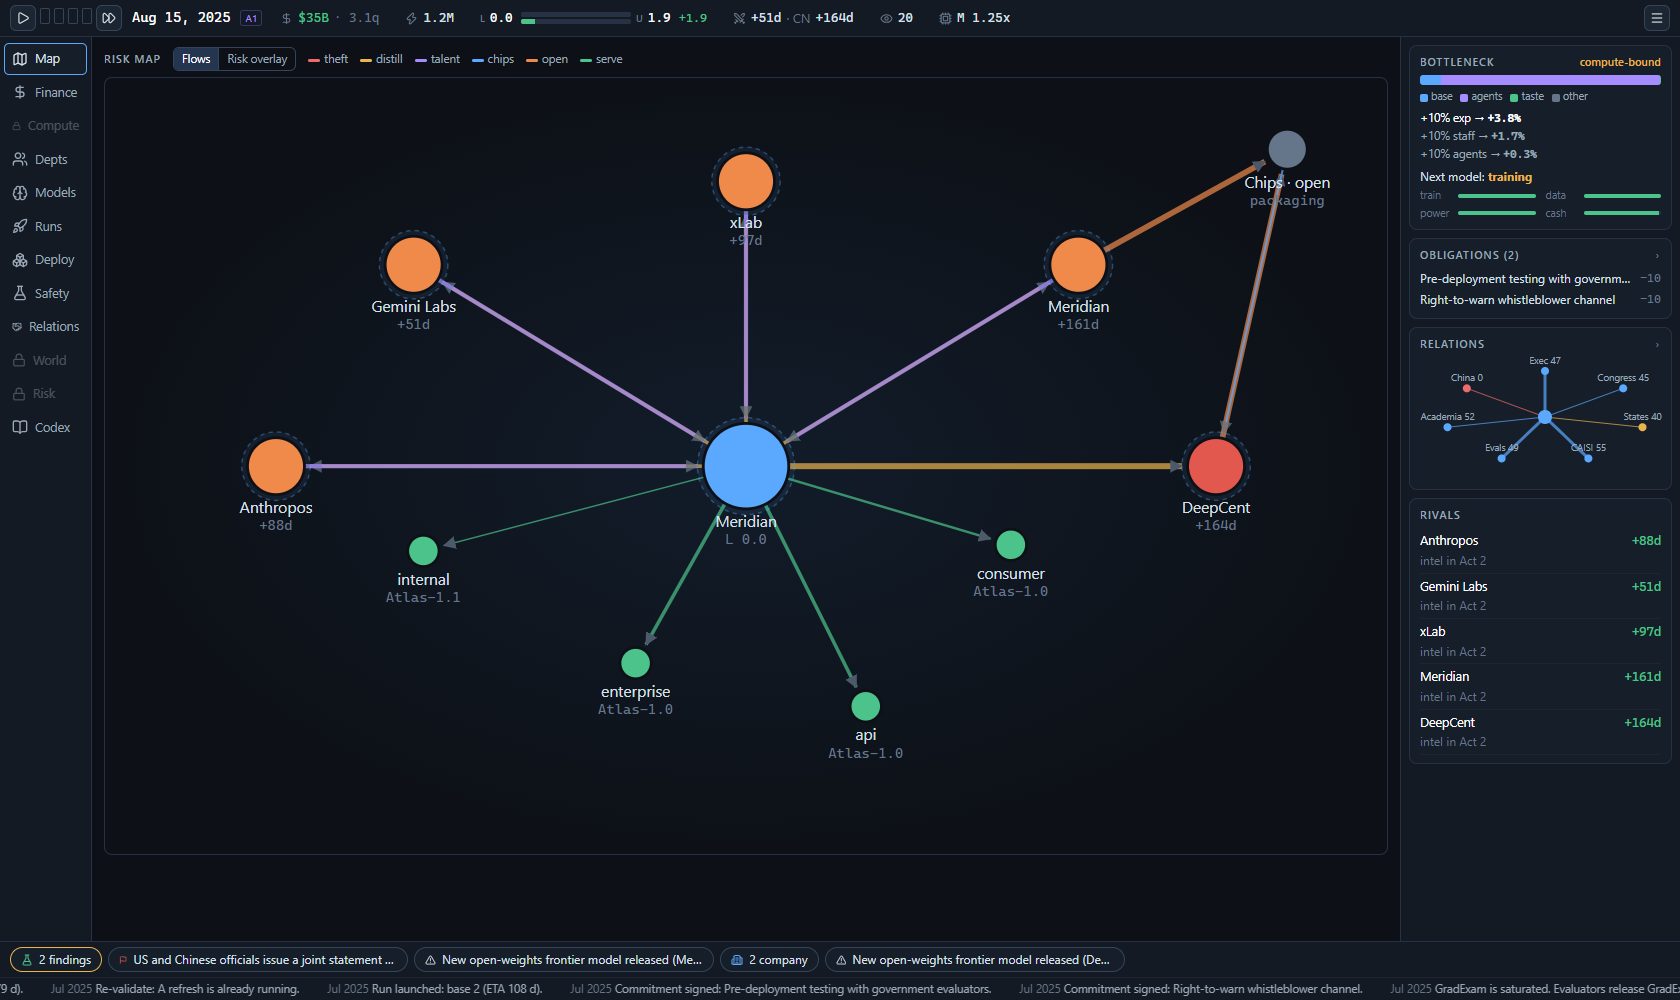 Aug 15, 2025 A1 $35B · 3.1q 1.2M L 0.0 U 1.9 +1.9 +51d · CN +164d 20 M 1.25x
Map
Finance
Compute
Depts
Models
Runs
Deploy
Safety
Relations
World
Risk
Codex
RISK MAP Flows Risk overlay theft distill talent chips open serve
xLab
+97d
Chips · open
packaging
Gemini Labs
+51d
Meridian
+161d
Anthropos
+88d
Meridian
L 0.0
DeepCent
+164d
internal
Atlas-1.1
consumer
Atlas-1.0
enterprise
Atlas-1.0
api
Atlas-1.0
BOTTLENECK compute-bound
base agents taste other
+10% exp → +3.8%
+10% staff → +1.7%
+10% agents → +0.3%
Next model: training
train data
power cash
OBLIGATIONS (2) ›
Pre-deployment testing with governm... −10
Right-to-warn whistleblower channel −10
RELATIONS ›
Exec 47
China 0 Congress 45
Academia 52 States 40
Evals 49 CAISI 55
RIVALS
Anthropos +88d
intel in Act 2
Gemini Labs +51d
intel in Act 2
xLab +97d
intel in Act 2
Meridian +161d
intel in Act 2
DeepCent +164d
intel in Act 2
2 findings US and Chinese officials issue a joint statement ... New open-weights frontier model released (Me... 2 company New open-weights frontier model released (De...
9 d). Jul 2025 Re-validate: A refresh is already running. Jul 2025 Run launched: base 2 (ETA 108 d). Jul 2025 Commitment signed: Pre-deployment testing with government evaluators. Jul 2025 Commitment signed: Right-to-warn whistleblower channel. Jul 2025 GradExam is saturated. Evaluators release GradE